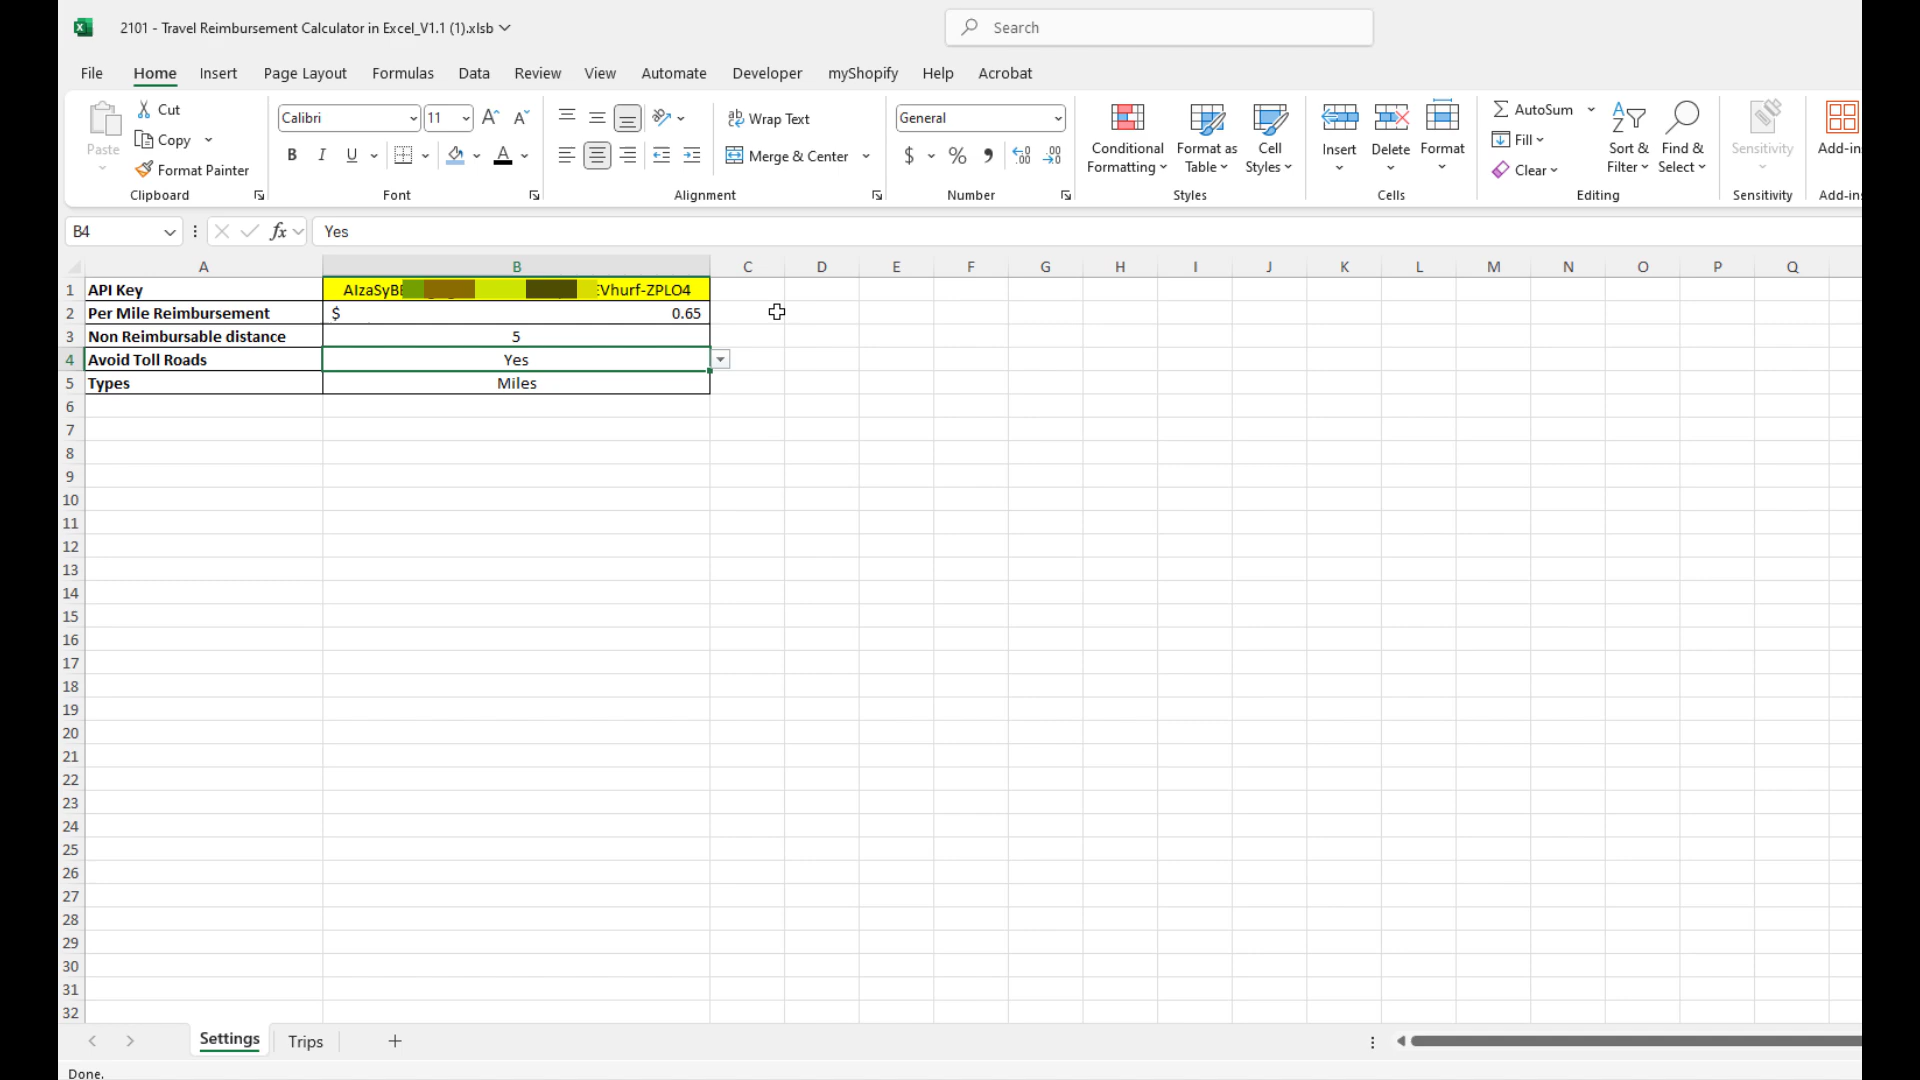 2101 - Travel Reimbursement Calculator in Excel_V1.1 (1).xlsb
Search
File Home Insert Page Layout Formulas Data Review View Automate Developer myShopify Help Acrobat
Paste
Cut
Copy
Format Painter
Clipboard
Calibri 11
B I U
Font
Wrap Text
Merge & Center
Alignment
General
$ % 9
Number
Conditional Formatting
Format as Table
Cell Styles
Styles
Insert Delete Format
Cells
AutoSum
Fill
Clear
Sort & Filter
Find & Select
Editing
Sensitivity
Sensitivity
Add-in
Add-in
B4 fx Yes
A B C D E F G H I J K L M N O P Q
1 API Key Vhurf-ZPLO4
2 Per Mile Reimbursement $ 0.65
3 Non Reimbursable distance 5
4 Avoid Toll Roads Yes
5 Types Miles
6
7
8
9
10
11
12
13
14
15
16
17
18
19
20
21
22
23
24
25
26
27
28
29
30
31
32
Settings Trips +
Done.